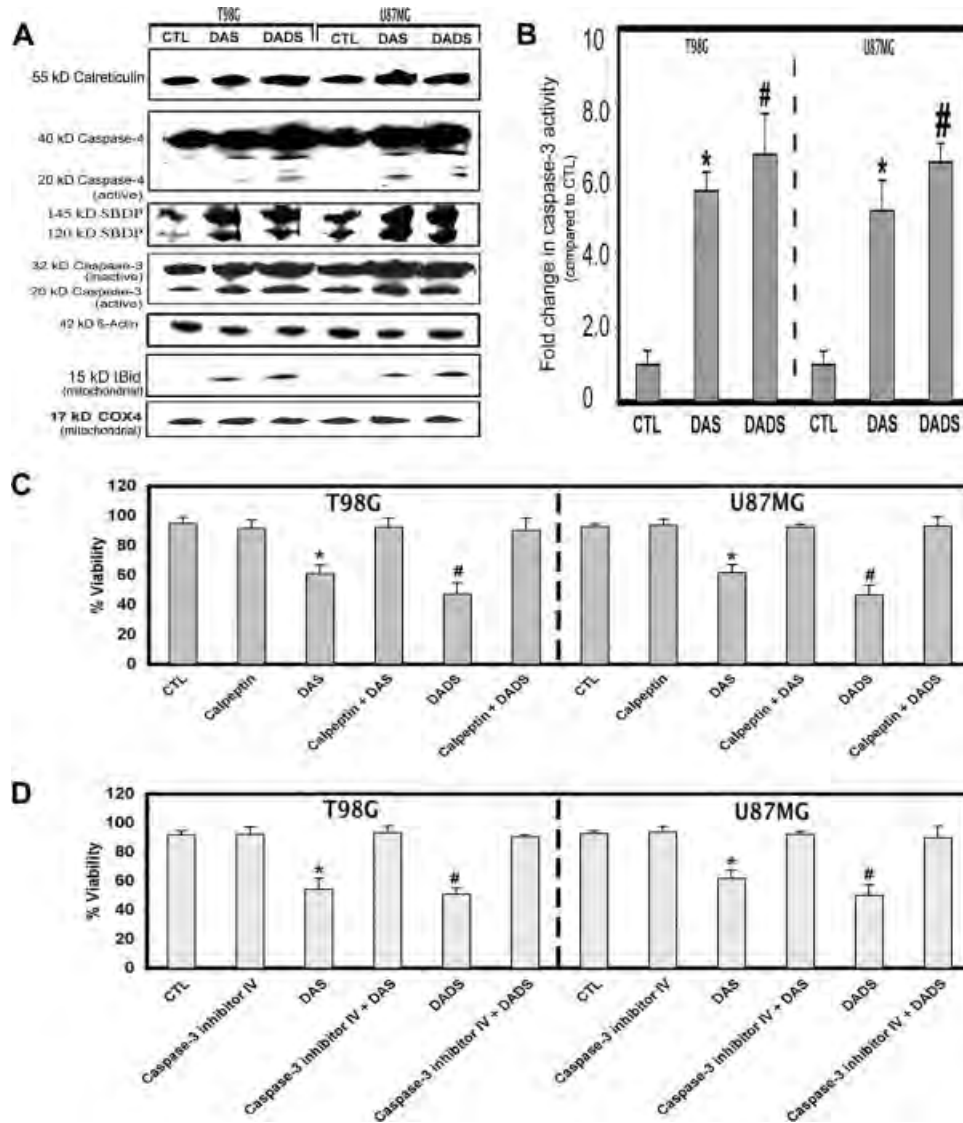 A
T98G U87MG
CTL DAS DADS CTL DAS DADS
55 kD Calreticulin
40 kD Caspase-4
20 kD Caspase-4
(active)
145 kD SBDP
120 kD SBDP
32 kD Caspase-3
(inactive)
20 kD Caspase-3
(active)
42 kD ß-Actin
15 kD tBid
(mitochondrial)
17 kD COX4
(mitochondrial)
B
Fold change in caspase-3 activity
(compared to CTL)
10
8.0
6.0
4.0
2.0
0
T98G U87MG
* # * #
CTL DAS DADS CTL DAS DADS
C
% Viability
120
100
80
60
40
20
0
T98G U87MG
* # * #
CTL Calpeptin DAS Calpeptin + DAS DADS Calpeptin + DADS CTL Calpeptin DAS Calpeptin + DAS DADS Calpeptin + DADS
D
% Viability
120
100
80
60
40
20
0
T98G U87MG
* # * #
CTL Caspase-3 inhibitor IV DAS Caspase-3 inhibitor IV + DAS DADS Caspase-3 inhibitor IV + DADS CTL Caspase-3 inhibitor IV DAS Caspase-3 inhibitor IV + DAS DADS Caspase-3 inhibitor IV + DADS